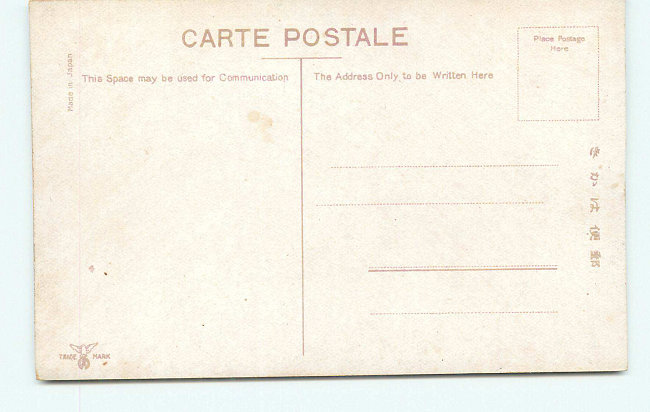 CARTE POSTALE
Made in Japan
This Space may be used for Communication
The Address Only to be Written Here
Place Postage
Here
郵便はかき
TRADE MARK